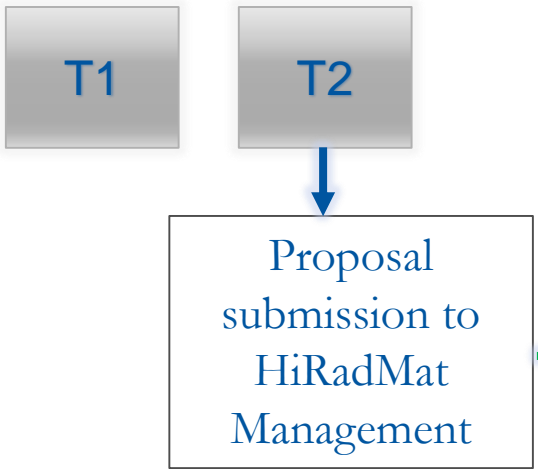 T1
T2
Proposal
submission to
HiRadMat
Management